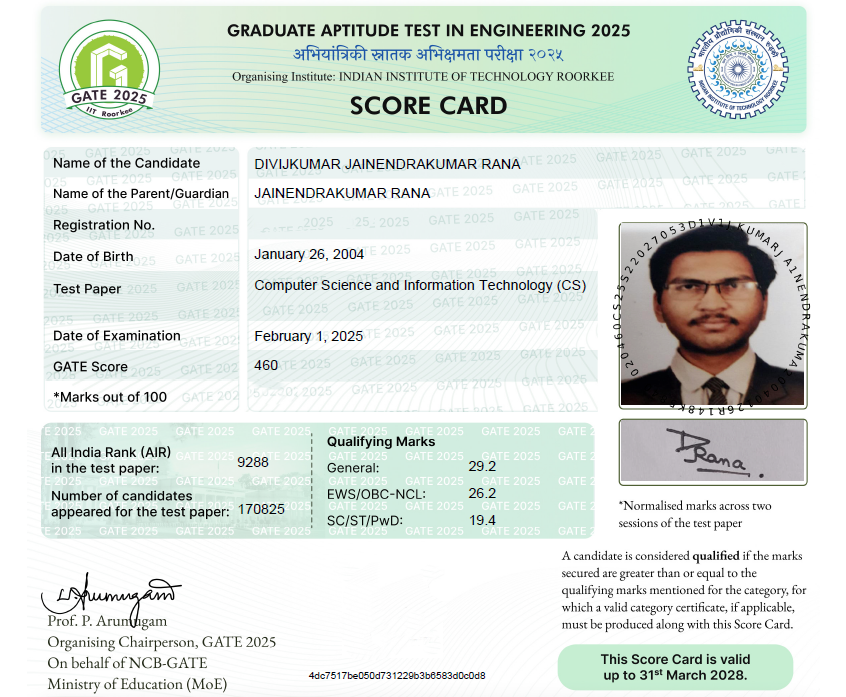 GRADUATE APTITUDE TEST IN ENGINEERING 2025
अभियांत्रिकी स्नातक अभिक्षमता परीक्षा २०२५
Organising Institute: INDIAN INSTITUTE OF TECHNOLOGY ROORKEE
SCORE CARD
GATE 2025
IIT Roorkee
Name of the Candidate DIVIJKUMAR JAINENDRAKUMAR RANA
Name of the Parent/Guardian JAINENDRAKUMAR RANA
Registration No.
Date of Birth January 26, 2004
Test Paper Computer Science and Information Technology (CS)
Date of Examination February 1, 2025
GATE Score 460
*Marks out of 100
All India Rank (AIR)
in the test paper: 9288
Number of candidates
appeared for the test paper: 170825
Qualifying Marks
General: 29.2
EWS/OBC-NCL: 26.2
SC/ST/PwD: 19.4
Rana
*Normalised marks across two
sessions of the test paper
A candidate is considered qualified if the marks
secured are greater than or equal to the
qualifying marks mentioned for the category, for
which a valid category certificate, if applicable,
must be produced along with this Score Card.
This Score Card is valid
up to 31st March 2028.
Prof. P. Arumugam
Organising Chairperson, GATE 2025
On behalf of NCB-GATE
Ministry of Education (MoE)
4dc7517be050d731229b3b6583d0c0d8